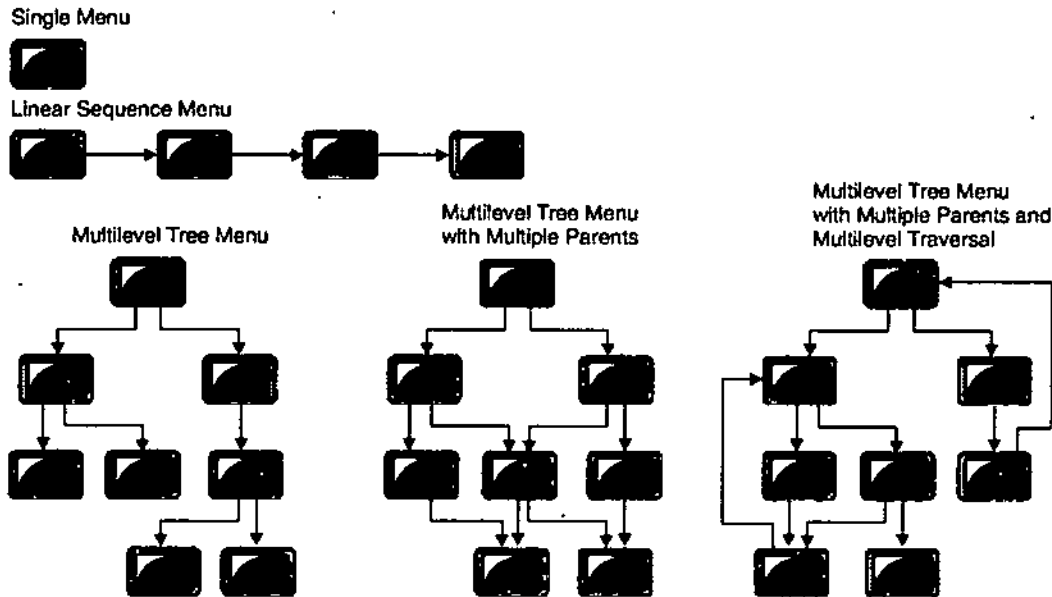 Single Menu
Linear Sequence Menu
Multilevel Tree Menu
Multilevel Tree Menu
with Multiple Parents
Multilevel Tree Menu
with Multiple Parents and
Multilevel Traversal